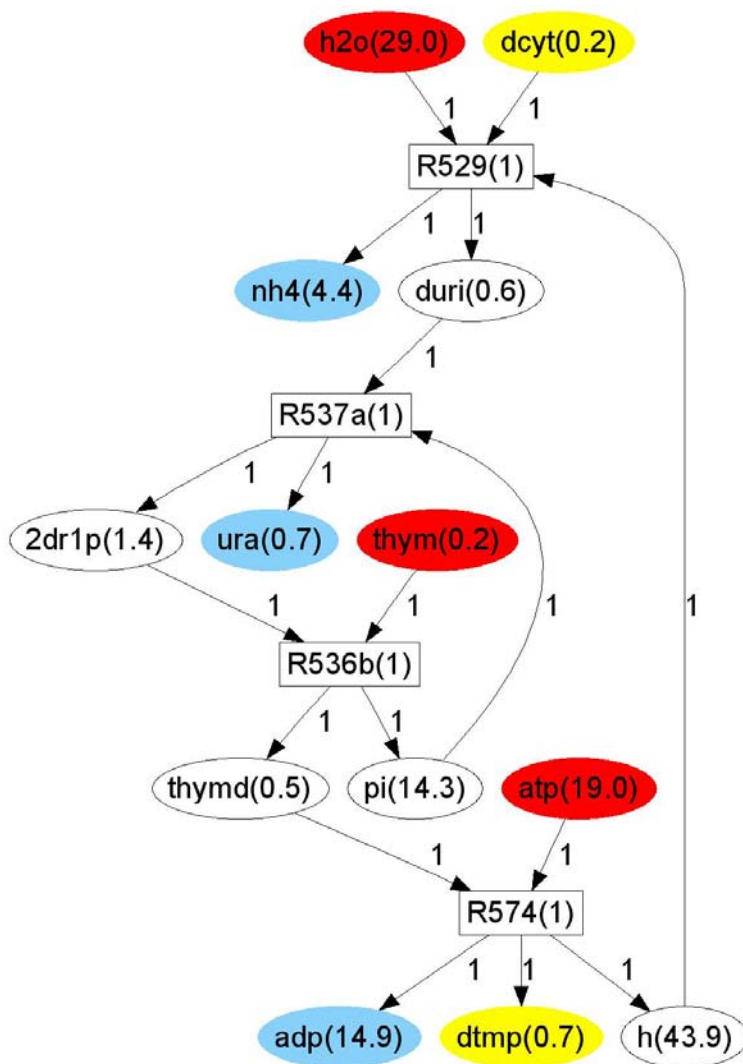 h2o(29.0) dcyt(0.2)
1 1
R529(1)
1 1
nh4(4.4) duri(0.6)
1
R537a(1)
1 1
2dr1p(1.4) ura(0.7) thym(0.2)
1 1 1 1
R536b(1)
1 1
thymd(0.5) pi(14.3) atp(19.0)
1 1
R574(1)
1 1 1
adp(14.9) dtmp(0.7) h(43.9)